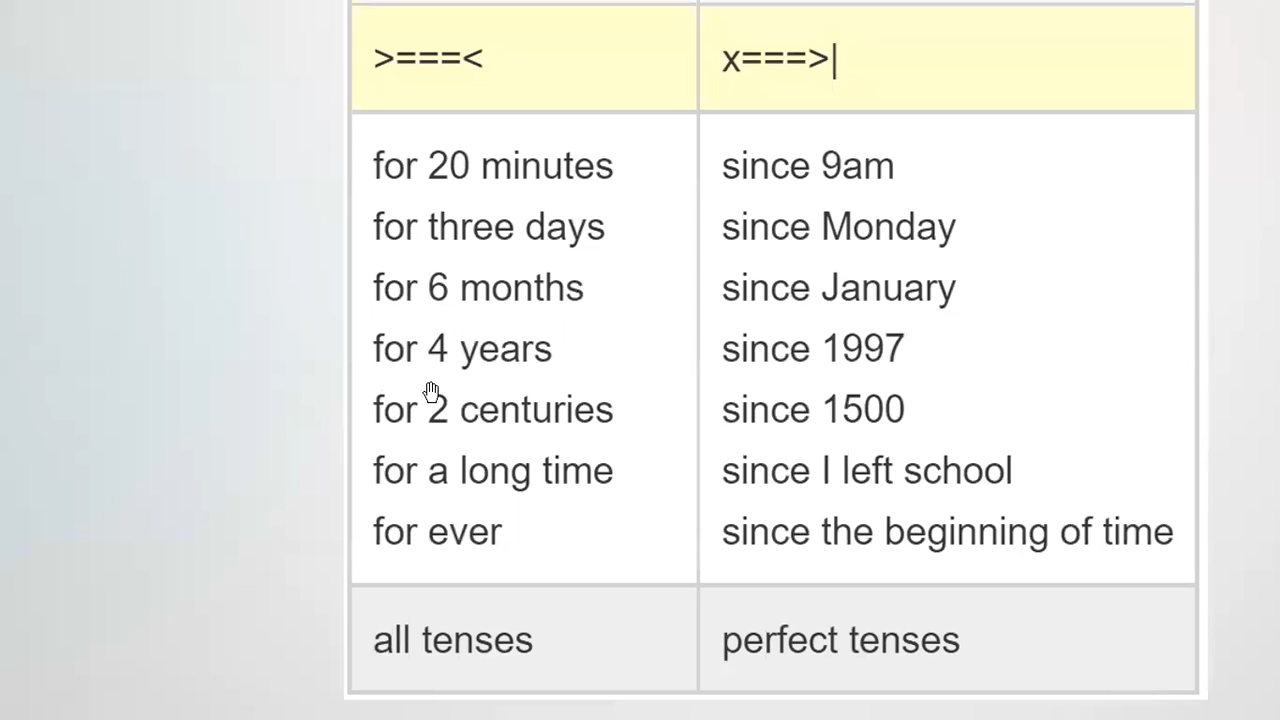 >===<
x===>|
for 20 minutes
for three days
for 6 months
for 4 years
for 2 centuries
for a long time
for ever
since 9am
since Monday
since January
since 1997
since 1500
since I left school
since the beginning of time
all tenses
perfect tenses